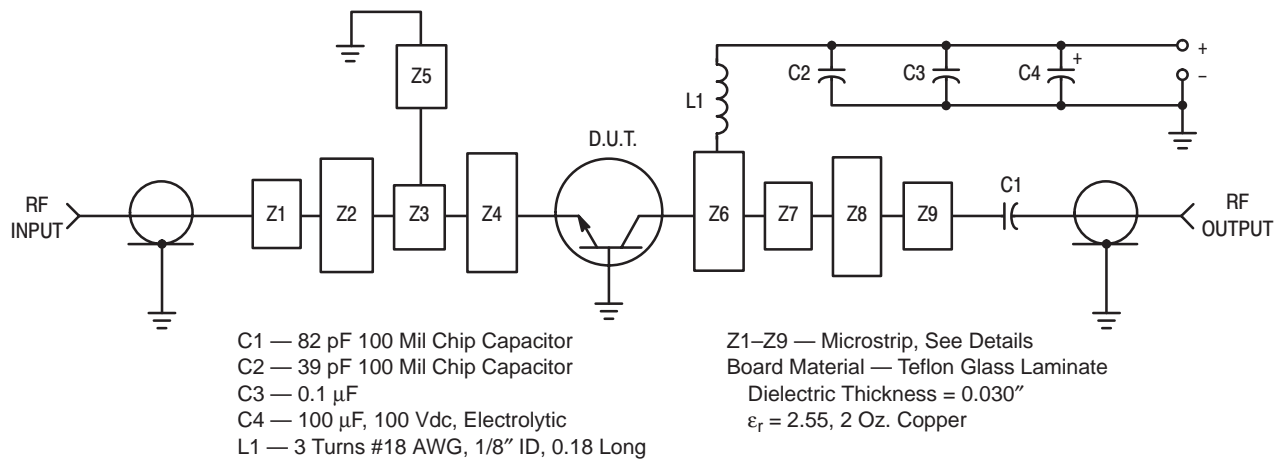 Z5
C2
C3
C4
+
+
−
L1
D.U.T.
RF
INPUT
Z1
Z2
Z3
Z4
Z6
Z7
Z8
Z9
C1
RF
OUTPUT
C1 — 82 pF 100 Mil Chip Capacitor
C2 — 39 pF 100 Mil Chip Capacitor
C3 — 0.1 μF
C4 — 100 μF, 100 Vdc, Electrolytic
L1 — 3 Turns #18 AWG, 1/8″ ID, 0.18 Long
Z1–Z9 — Microstrip, See Details
Board Material — Teflon Glass Laminate
Dielectric Thickness = 0.030″
εr = 2.55, 2 Oz. Copper